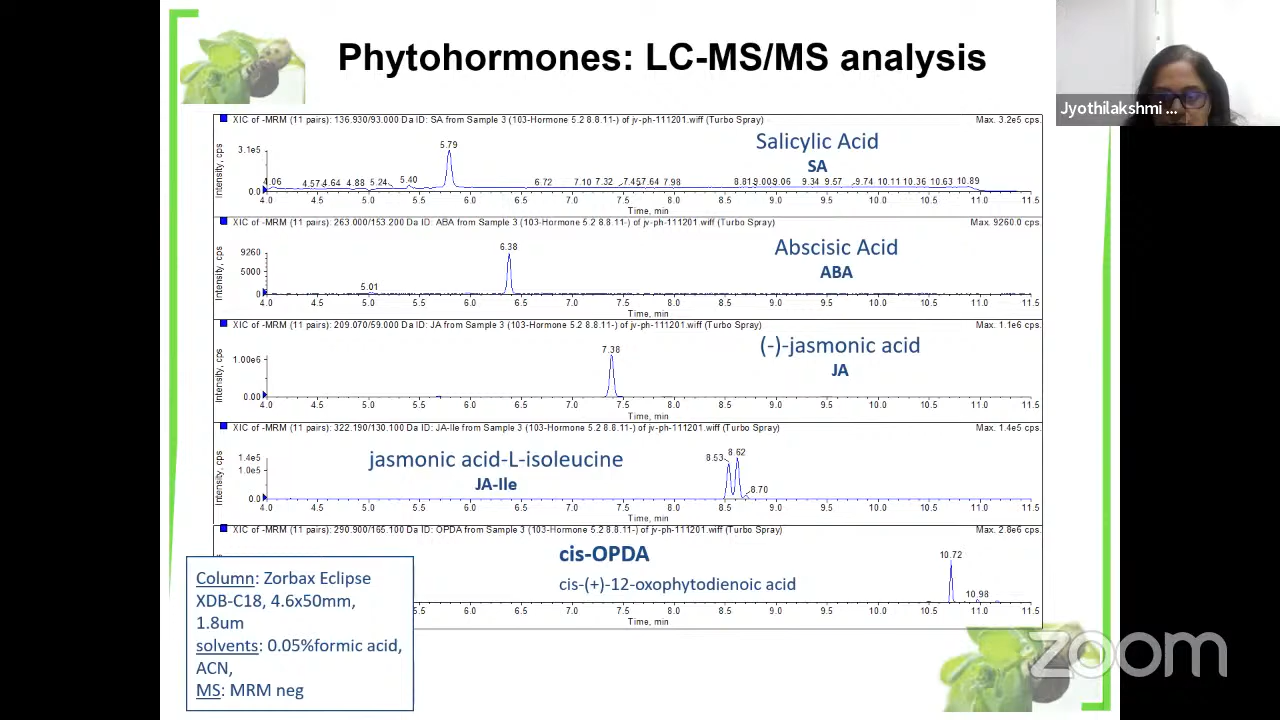 Phytohormones: LC-MS/MS analysis
Jyothilakshmi ...
XIC of -MRM (11 pairs): 136.930/93.000 Da ID: SA from Sample 3 (103-Hormone 5.2 8.8.11-) of jv-ph-111201.wiff (Turbo Spray) Max. 3.2e5 cps.
Salicylic Acid
SA
Intensity, cps
3.1e5
0.0
4.06 4.57 4.64 4.88 5.24 5.40 5.79 6.72 7.10 7.32 7.45 7.64 7.98 8.81 9.00 9.06 9.34 9.57 9.74 10.11 10.36 10.63 10.89
4.0 4.5 5.0 5.5 6.0 6.5 7.0 7.5 8.0 8.5 9.0 9.5 10.0 10.5 11.0 11.5
Time, min
XIC of -MRM (11 pairs): 263.000/153.200 Da ID: ABA from Sample 3 (103-Hormone 5.2 8.8.11-) of jv-ph-111201.wiff (Turbo Spray) Max. 9260.0 cps.
Abscisic Acid
ABA
Intensity, cps
9260
5000
0
5.01 6.38
4.0 4.5 5.0 5.5 6.0 6.5 7.0 7.5 8.0 8.5 9.0 9.5 10.0 10.5 11.0 11.5
Time, min
XIC of -MRM (11 pairs): 209.070/59.000 Da ID: JA from Sample 3 (103-Hormone 5.2 8.8.11-) of jv-ph-111201.wiff (Turbo Spray) Max. 1.1e6 cps.
(-)-jasmonic acid
JA
Intensity, cps
1.00e6
0.00
7.38
4.0 4.5 5.0 5.5 6.0 6.5 7.0 7.5 8.0 8.5 9.0 9.5 10.0 10.5 11.0 11.5
Time, min
XIC of -MRM (11 pairs): 322.190/130.100 Da ID: JA-Ile from Sample 3 (103-Hormone 5.2 8.8.11-) of jv-ph-111201.wiff (Turbo Spray) Max. 1.4e5 cps.
jasmonic acid-L-isoleucine
JA-Ile
Intensity, cps
1.4e5
1.0e5
0.0
8.53 8.62 8.70
4.0 4.5 5.0 5.5 6.0 6.5 7.0 7.5 8.0 8.5 9.0 9.5 10.0 10.5 11.0 11.5
Time, min
XIC of -MRM (11 pairs): 290.900/165.100 Da ID: OPDA from Sample 3 (103-Hormone 5.2 8.8.11-) of jv-ph-111201.wiff (Turbo Spray) Max. 2.8e6 cps.
cis-OPDA
cis-(+)-12-oxophytodienoic acid
10.72
10.98
6.0 6.5 7.0 7.5 8.0 8.5 9.0 9.5 10.0 10.5 11.0 11.5
Time, min
Column: Zorbax Eclipse
XDB-C18, 4.6x50mm,
1.8um
solvents: 0.05%formic acid,
ACN,
MS: MRM neg
zoom